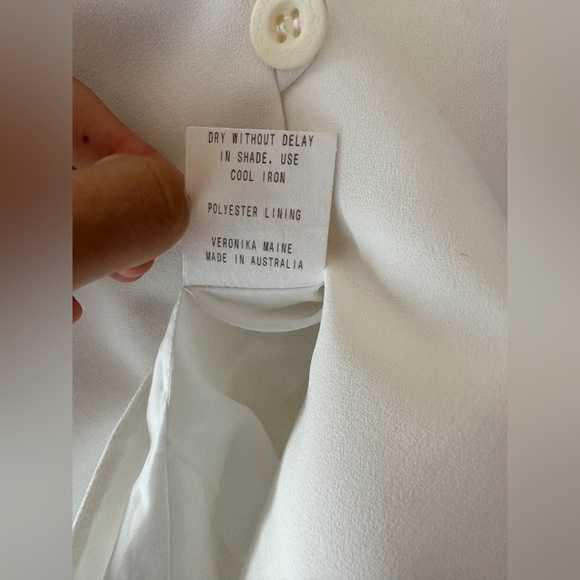 DRY WITHOUT DELAY
IN SHADE. USE
COOL IRON
POLYESTER LINING
VERONIKA MAINE
MADE IN AUSTRALIA